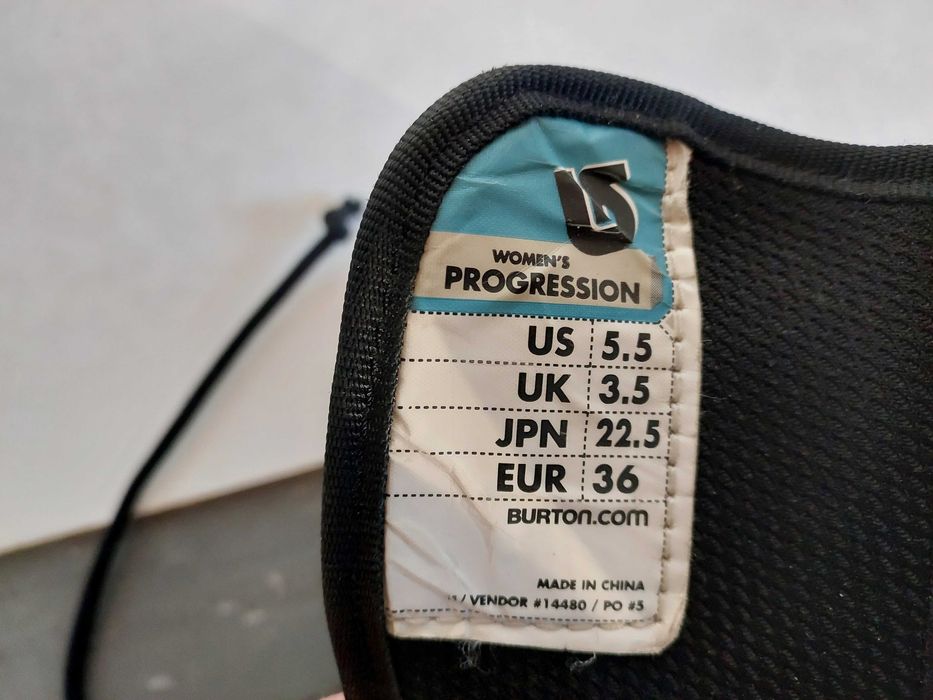 WOMEN'S
PROGRESSION
US 5.5
UK 3.5
JPN 22.5
EUR 36
BURTON.COM
MADE IN CHINA
/ VENDOR #14480 / PO #5